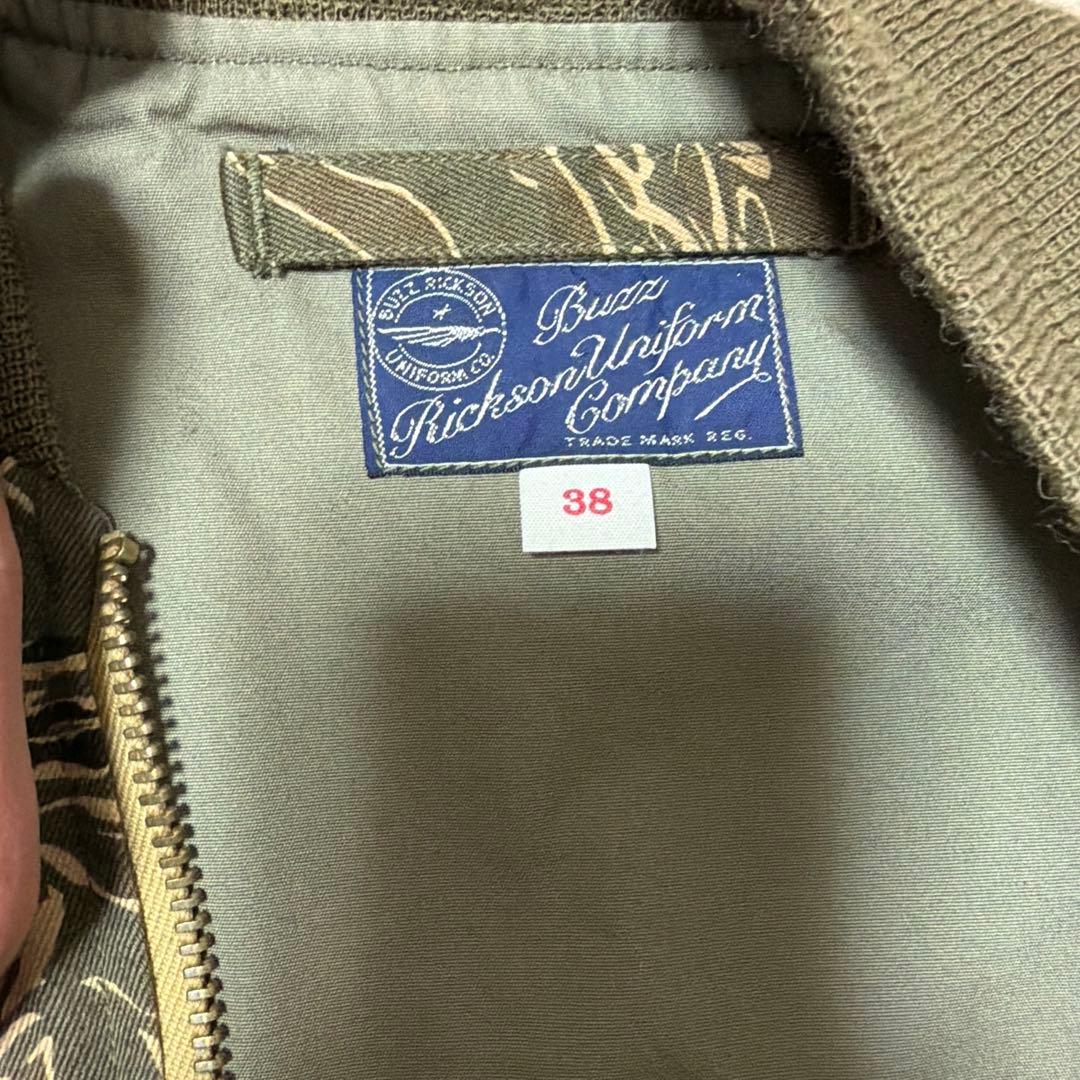 BUZZ RICKSON
UNIFORM CO.
Buzz
Rickson Uniform
Company
TRADE MARK REG.
38